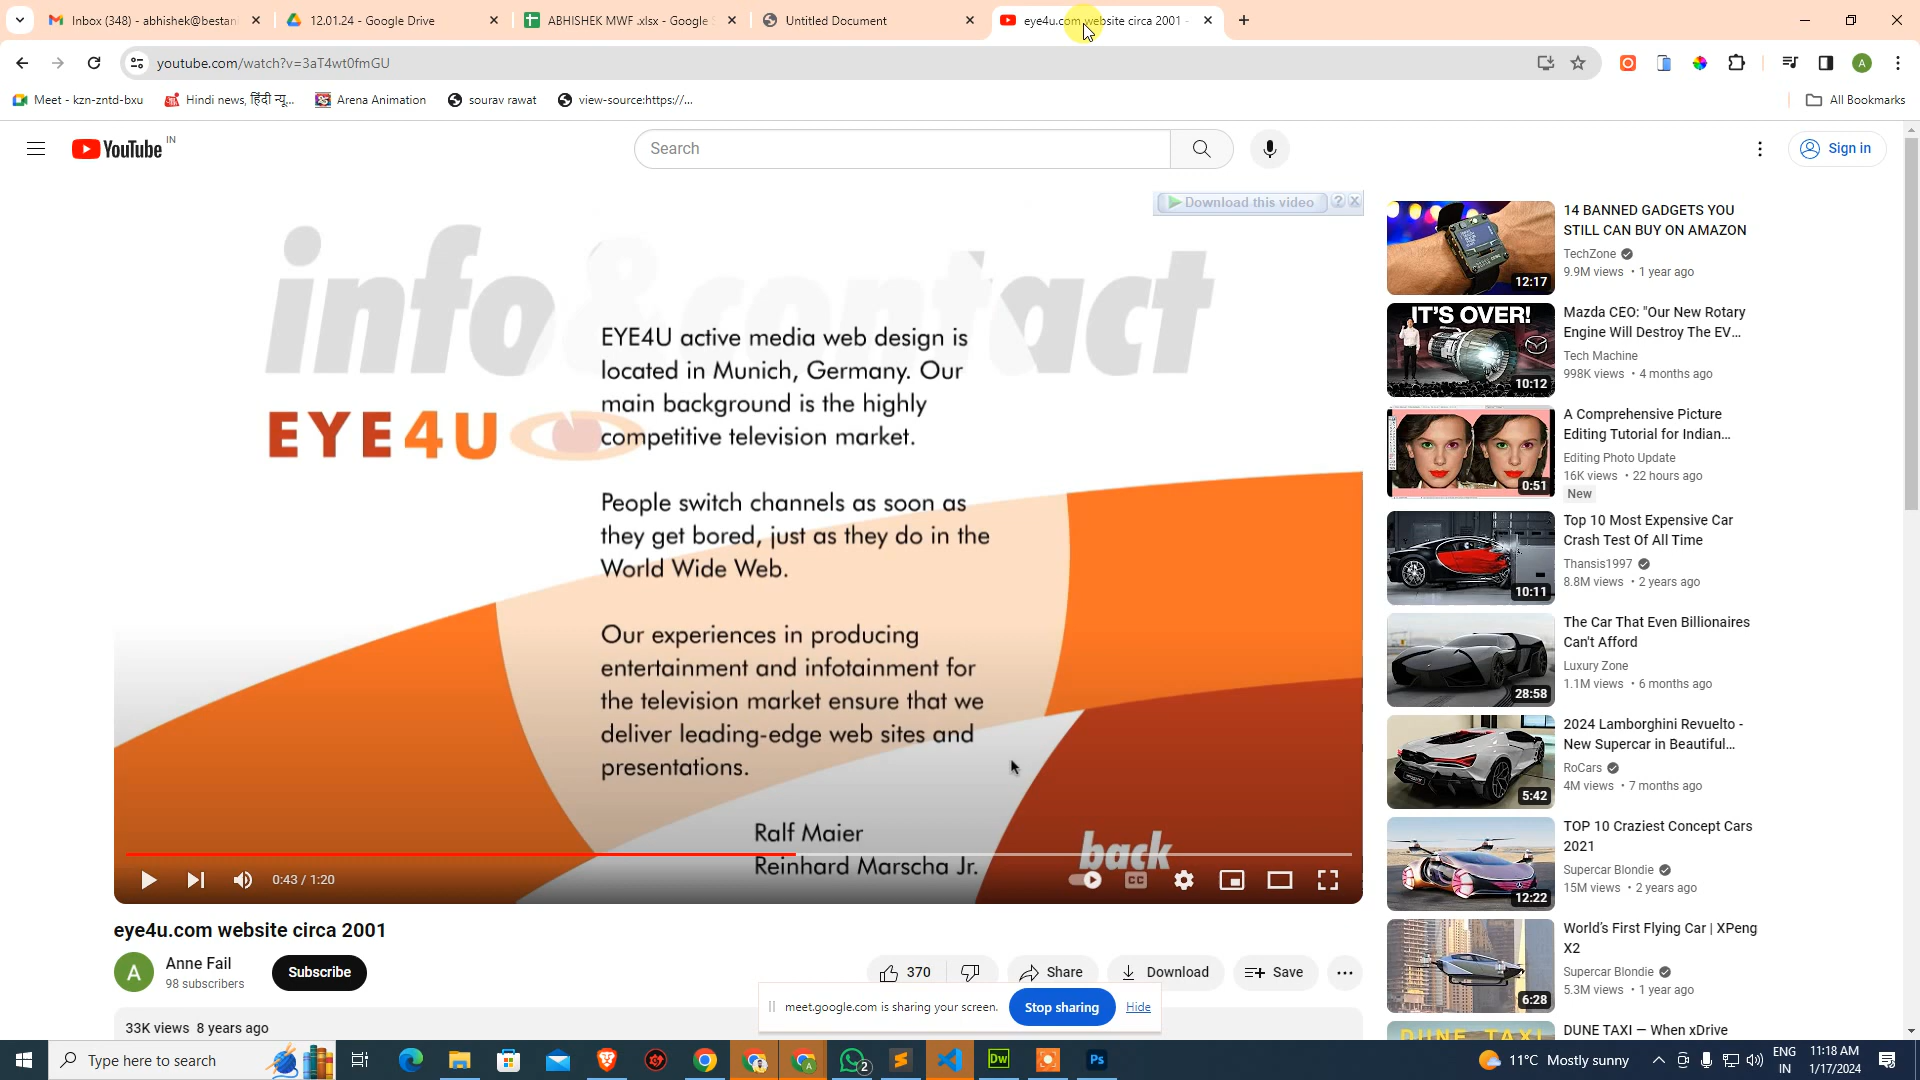 Inbox (348) - abhishek@bestan
12.01.24 - Google Drive
ABHISHEK MWF .xlsx - Google S
Untitled Document
eye4u.com website circa 2001 -
youtube.com/watch?v=3aT4wt0fmGU
A
Meet - kzn-zntd-bxu
Hindi news, हिंदी न्यू...
Arena Animation
sourav rawat
view-source:https://...
All Bookmarks
YouTube IN
Search
Sign in
Download this video ? X
info & contact
EYE4U
EYE4U active media web design is
located in Munich, Germany. Our
main background is the highly
competitive television market.
People switch channels as soon as
they get bored, just as they do in the
World Wide Web.
Our experiences in producing
entertainment and infotainment for
the television market ensure that we
deliver leading-edge web sites and
presentations.
Ralf Maier
Reinhard Marscha Jr.
back
0:43 / 1:20
CC
eye4u.com website circa 2001
A
Anne Fail
98 subscribers
Subscribe
370
Share
Download
Save
33K views 8 years ago
meet.google.com is sharing your screen.
Stop sharing
Hide
12:17
14 BANNED GADGETS YOU
STILL CAN BUY ON AMAZON
TechZone
9.9M views • 1 year ago
IT'S OVER!
10:12
Mazda CEO: "Our New Rotary
Engine Will Destroy The EV...
Tech Machine
998K views • 4 months ago
0:51
A Comprehensive Picture
Editing Tutorial for Indian...
Editing Photo Update
16K views • 22 hours ago
New
10:11
Top 10 Most Expensive Car
Crash Test Of All Time
Thansis1997
8.8M views • 2 years ago
28:58
The Car That Even Billionaires
Can't Afford
Luxury Zone
1.1M views • 6 months ago
5:42
2024 Lamborghini Revuelto -
New Supercar in Beautiful...
RoCars
4M views • 7 months ago
12:22
TOP 10 Craziest Concept Cars
2021
Supercar Blondie
15M views • 2 years ago
6:28
World's First Flying Car | XPeng
X2
Supercar Blondie
5.3M views • 1 year ago
DUNE TAXI
DUNE TAXI — When xDrive
Type here to search
2
Dw
Ps
11°C Mostly sunny
ENG
IN
11:18 AM
1/17/2024